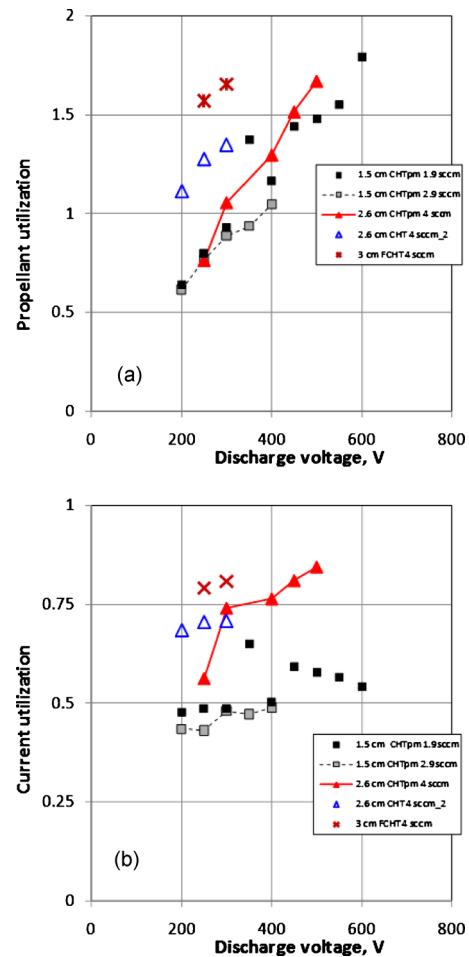 2
1.5
1
0.5
0
Propellant utilization
1.5 cm CHTpm 1.9 sccm
1.5 cm CHTpm 2.9 sccm
2.6 cm CHTpm 4 sccm
2.6 cm CHT 4 sccm_2
3 cm FCHT 4 sccm
(a)
0 200 400 600 800
Discharge voltage, V
1
0.75
0.5
0.25
0
Current utilization
1.5 cm CHTpm 1.9 sccm
1.5 cm CHTpm 2.9 sccm
2.6 cm CHTpm 4 sccm
2.6 cm CHT 4 sccm_2
3 cm FCHT 4 sccm
(b)
0 200 400 600 800
Discharge voltage, V